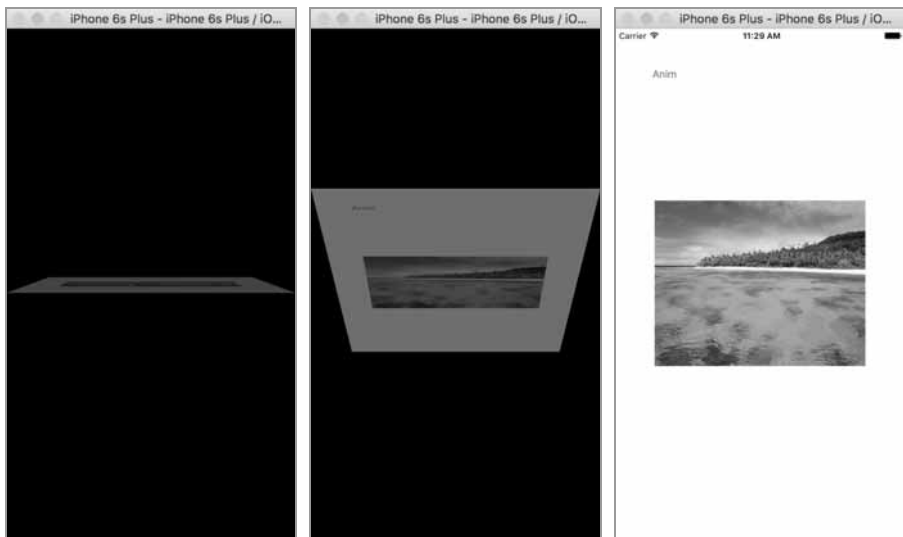 iPhone 6s Plus - iPhone 6s Plus / iO...
iPhone 6s Plus - iPhone 6s Plus / iO...
iPhone 6s Plus - iPhone 6s Plus / iO...
Carrier 11:29 AM
Anim